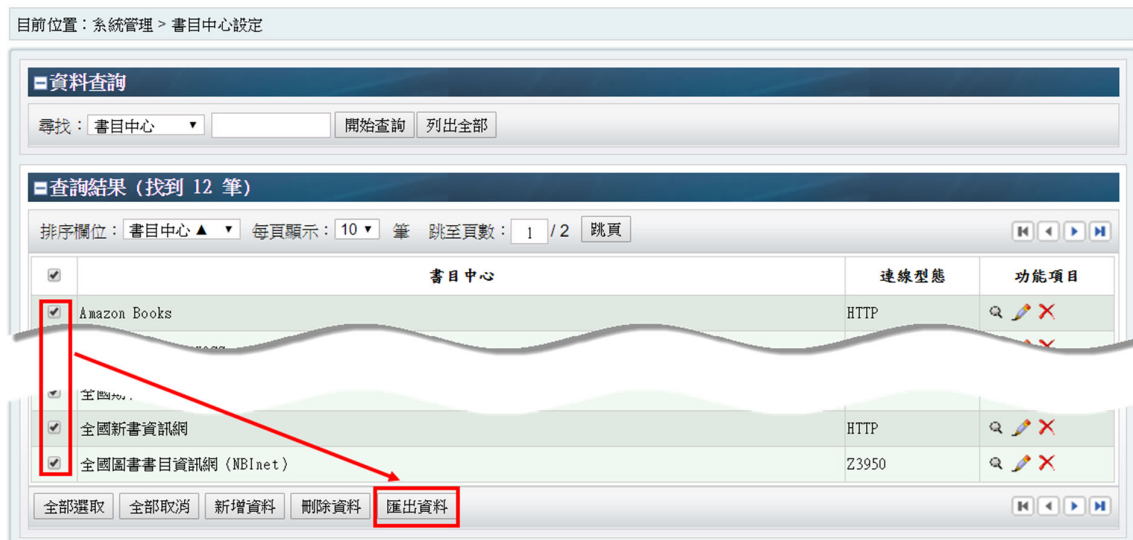 目前位置：系統管理 > 書目中心設定
資料查詢
尋找： 書目中心 ▼ 開始查詢 列出全部
查詢結果 (找到 12 筆)
排序欄位： 書目中心▲ ▼ 每頁顯示： 10 ▼ 筆 跳至頁數： 1 / 2 跳頁
書目中心 連線型態 功能項目
Amazon Books HTTP
全國新書資訊網 HTTP
全國圖書書目資訊網 (NBInet) Z3950
全部選取 全部取消 新增資料 刪除資料 匯出資料